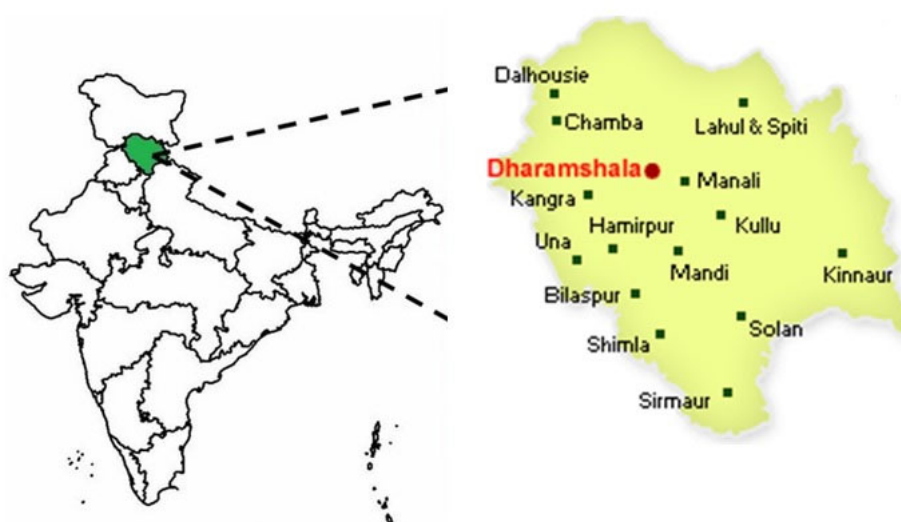 Dalhousie
Chamba
Lahul & Spiti
Dharamshala
Manali
Kangra
Kullu
Hamirpur
Una
Mandi
Kinnaur
Bilaspur
Solan
Shimla
Sirmaur